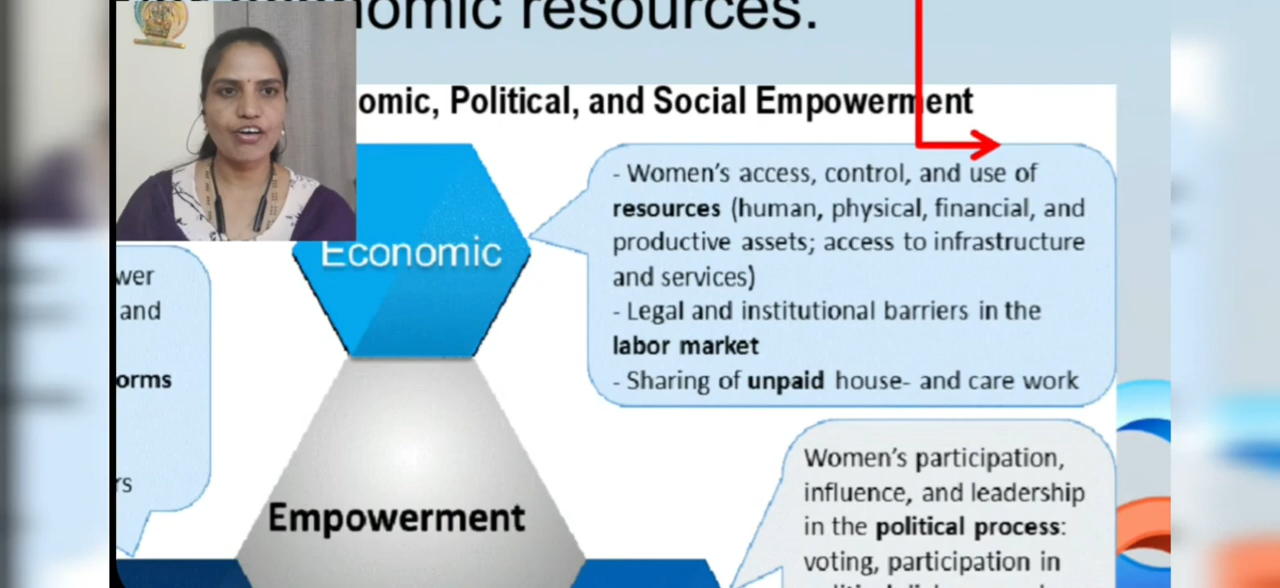 nomic resources.
omic, Political, and Social Empowerment
- Women's access, control, and use of
resources (human, physical, financial, and
productive assets; access to infrastructure
and services)
- Legal and institutional barriers in the
labor market
- Sharing of unpaid house- and care work
Economic
wer
and
orms
rs
Empowerment
Women's participation,
influence, and leadership
in the political process:
voting, participation in